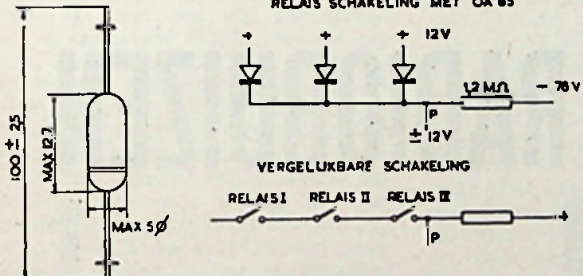 RELAIS SCHAKELING MET OA 85
+ + + 12V
1,2 MΩ
− 78V
P
± 12V
100 ± 25
MAX 12.7
MAX 5 Ø
VERGELIJKBARE SCHAKELING
RELAIS I RELAIS II RELAIS III
+
P